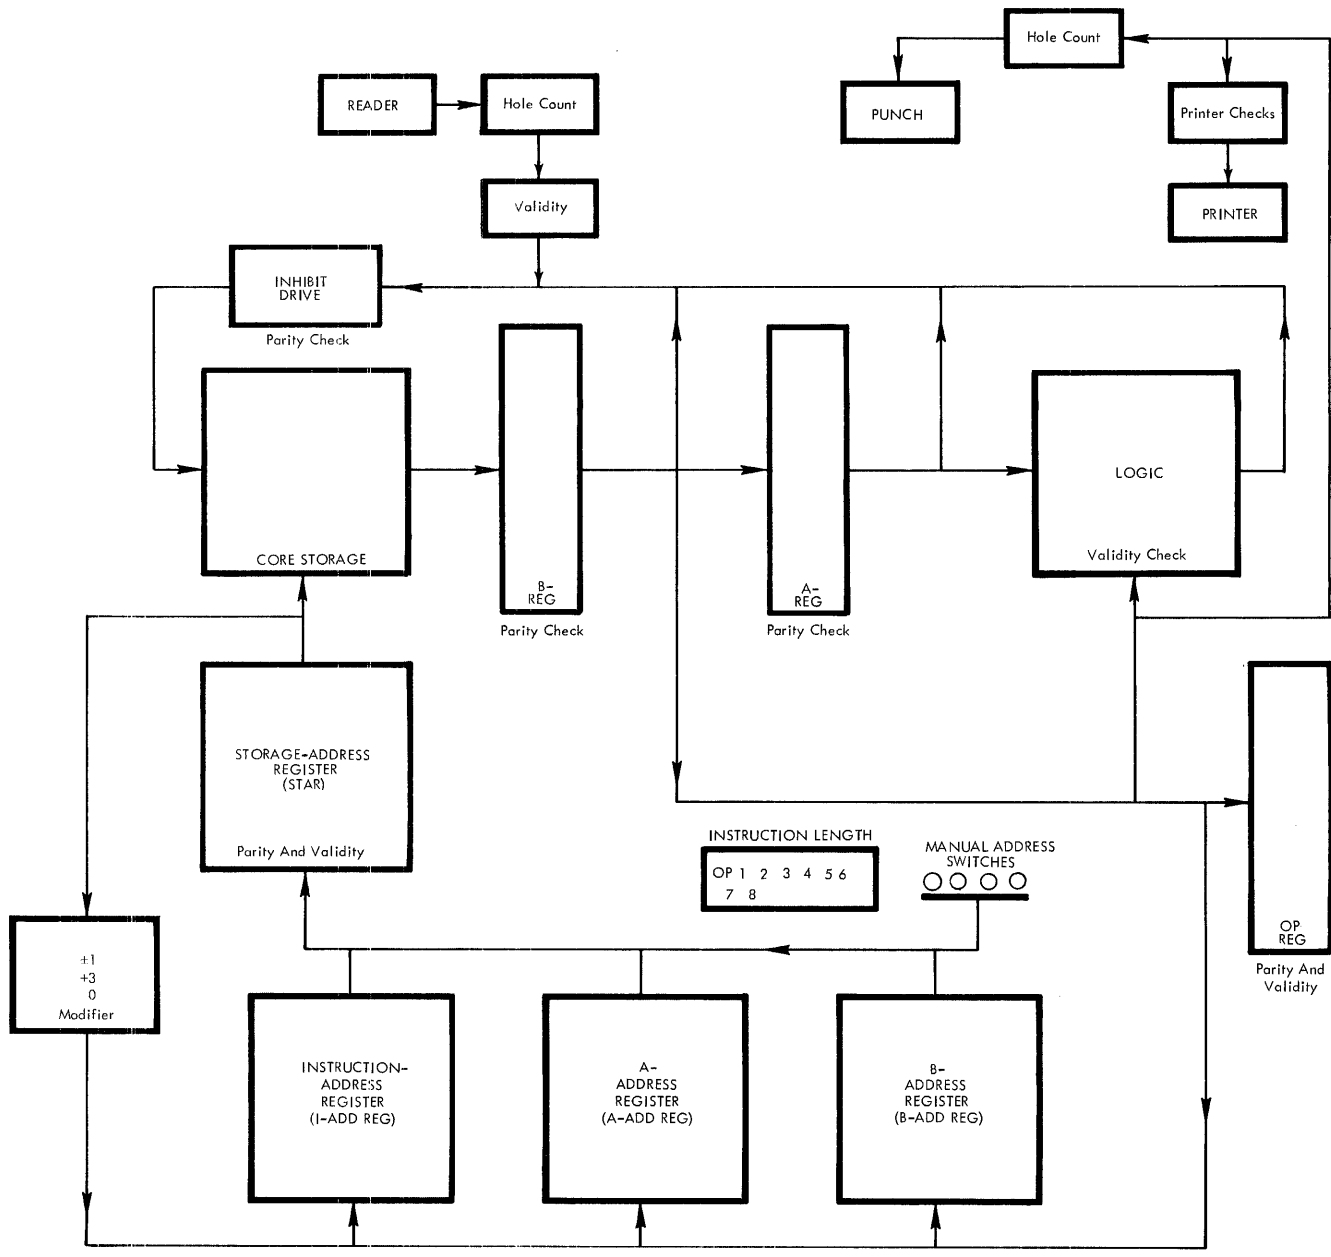 Hole Count
READER
Hole Count
PUNCH
Printer Checks
Validity
PRINTER
INHIBIT
DRIVE
Parity Check
LOGIC
Validity Check
CORE STORAGE
B-
REG
Parity Check
A-
REG
Parity Check
STORAGE-ADDRESS
REGISTER
(STAR)
Parity And Validity
INSTRUCTION LENGTH
OP 1 2 3 4 5 6
7 8
MANUAL ADDRESS
SWITCHES
OP
REG
Parity And
Validity
±1
+3
0
Modifier
INSTRUCTION-
ADDRESS
REGISTER
(I-ADD REG)
A-
ADDRESS
REGISTER
(A-ADD REG)
B-
ADDRESS
REGISTER
(B-ADD REG)